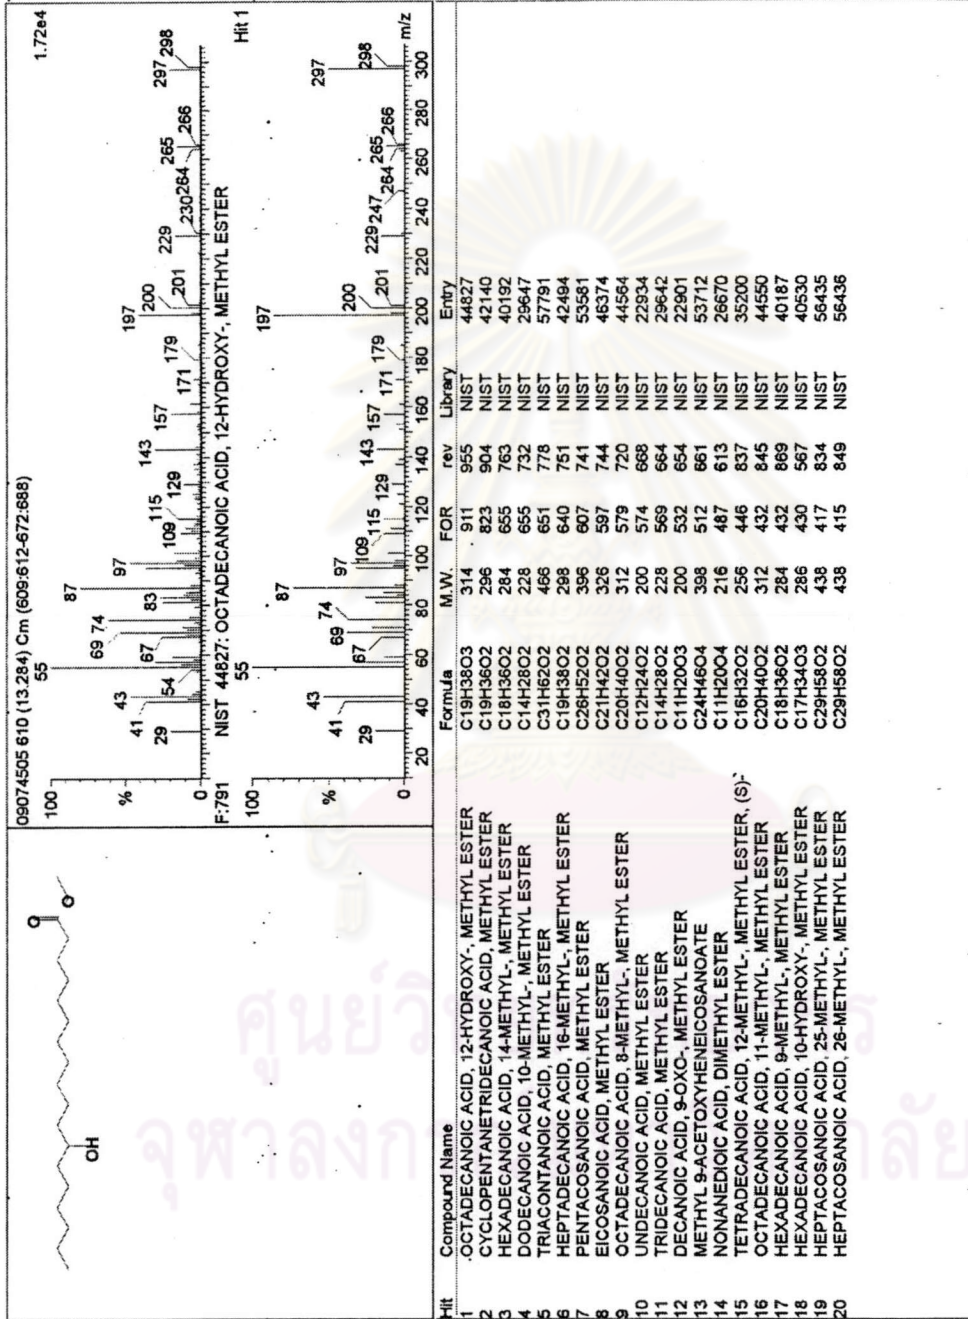 09074505 610 (13.284) Cm (609:612-672:688)
1.72e4
100
%
0
29
41
43
54
55
67
69
74
83
87
97
109
115
129
143
157
171
179
197
200
201
229
230
264
265
266
297
298
O
O
OH
F:791 NIST 44827: OCTADECANOIC ACID, 12-HYDROXY-, METHYL ESTER
Hit 1
100
%
0
29
41
43
55
67
69
74
87
97
109
115
129
143
157
171
179
197
200
201
229
247
264
265
266
297
298
20 40 60 80 100 120 140 160 180 200 220 240 260 280 300 m/z
Hit Compound Name Formula M.W. FOR rev Library Entry
1 .OCTADECANOIC ACID, 12-HYDROXY-, METHYL ESTER C19H38O3 314 911 955 NIST 44827
2 CYCLOPENTANETRIDECANOIC ACID, METHYL ESTER C19H36O2 296 823 904 NIST 42140
3 HEXADECANOIC ACID, 14-METHYL-, METHYL ESTER C18H36O2 284 655 763 NIST 40192
4 DODECANOIC ACID, 10-METHYL-, METHYL ESTER C14H28O2 228 655 732 NIST 29647
5 TRIACONTANOIC ACID, METHYL ESTER C31H62O2 466 651 778 NIST 57791
6 HEPTADECANOIC ACID, 16-METHYL-, METHYL ESTER C19H38O2 298 640 751 NIST 42494
7 PENTACOSANOIC ACID, METHYL ESTER C26H52O2 396 607 741 NIST 53581
8 EICOSANOIC ACID, METHYL ESTER C21H42O2 326 597 744 NIST 46374
9 OCTADECANOIC ACID, 8-METHYL-, METHYL ESTER C20H40O2 312 579 720 NIST 44564
10 UNDECANOIC ACID, METHYL ESTER C12H24O2 200 574 668 NIST 22934
11 TRIDECANOIC ACID, METHYL ESTER C14H28O2 228 569 664 NIST 29642
12 DECANOIC ACID, 9-OXO-, METHYL ESTER C11H20O3 200 532 654 NIST 22901
13 METHYL 9-ACETOXYHENEICOSANOATE C24H46O4 398 512 661 NIST 53712
14 NONANEDIOIC ACID, DIMETHYL ESTER C11H20O4 216 487 613 NIST 26670
15 TETRADECANOIC ACID, 12-METHYL-, METHYL ESTER, (S)- C16H32O2 256 446 837 NIST 35200
16 OCTADECANOIC ACID, 11-METHYL-, METHYL ESTER C20H40O2 312 432 845 NIST 44550
17 HEXADECANOIC ACID, 9-METHYL-, METHYL ESTER C18H36O2 284 432 869 NIST 40187
18 HEXADECANOIC ACID, 10-HYDROXY-, METHYL ESTER C17H34O3 286 430 567 NIST 40530
19 HEPTACOSANOIC ACID, 25-METHYL-, METHYL ESTER C29H58O2 438 417 834 NIST 56435
20 HEPTACOSANOIC ACID, 26-METHYL-, METHYL ESTER C29H58O2 438 415 849 NIST 56436